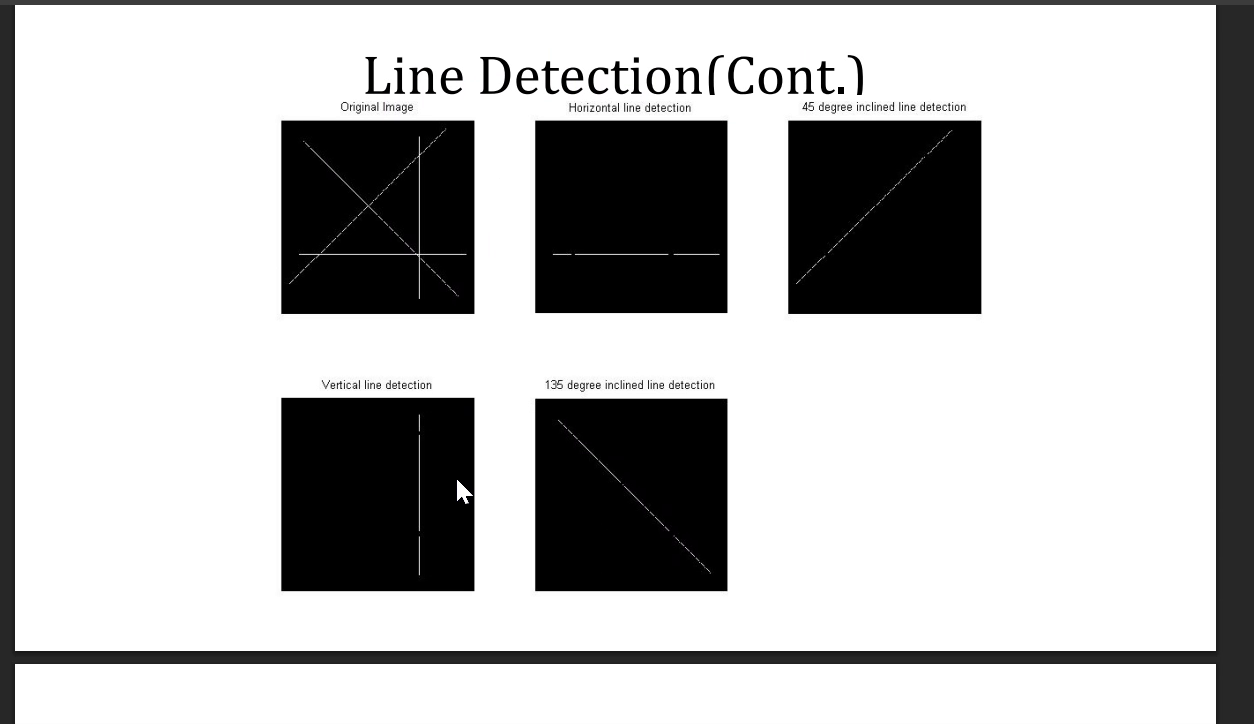 Line Detection(Cont.)
Original Image
Horizontal line detection
45 degree inclined line detection
Vertical line detection
135 degree inclined line detection